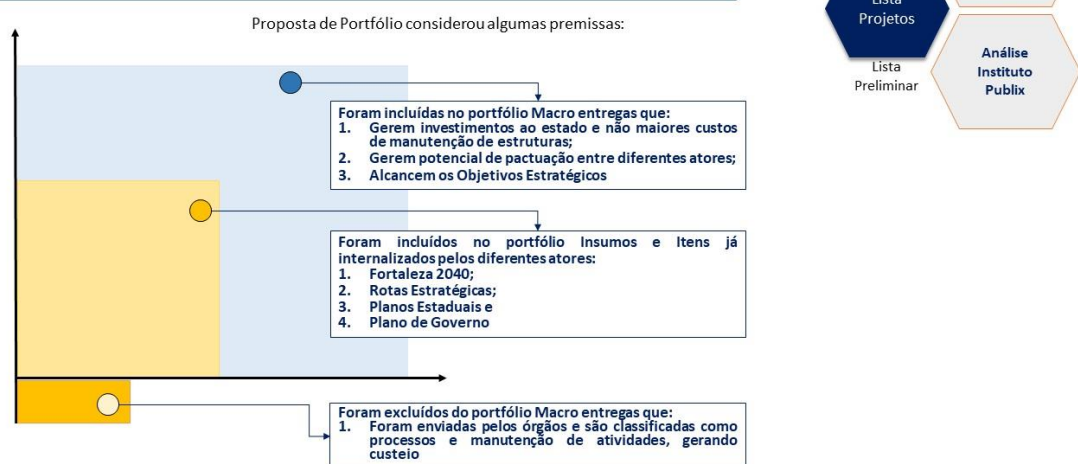 Proposta de Portfólio considerou algumas premissas:
Lista
Projetos
Lista
Preliminar
Análise
Instituto
Publix
Foram incluídas no portfólio Macro entregas que:
1. Gerem investimentos ao estado e não maiores custos
de manutenção de estruturas;
2. Gerem potencial de pactuação entre diferentes atores;
3. Alcancem os Objetivos Estratégicos
Foram incluídos no portfólio Insumos e Itens já
internalizados pelos diferentes atores:
1. Fortaleza 2040;
2. Rotas Estratégicas;
3. Planos Estaduais e
4. Plano de Governo
Foram excluídos do portfólio Macro entregas que:
1. Foram enviadas pelos órgãos e são classificadas como
processos e manutenção de atividades, gerando
custeio